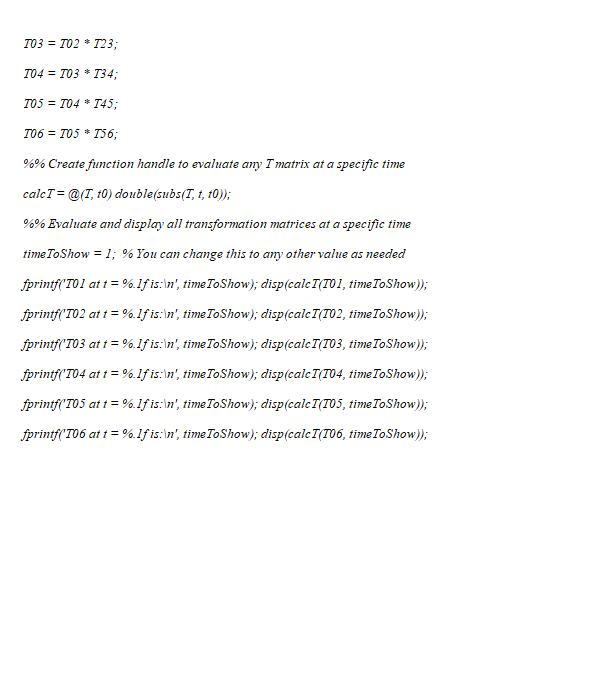 T03 = T02 * T23;
T04 = T03 * T34;
T05 = T04 * T45;
T06 = T05 * T56;
%% Create function handle to evaluate any T matrix at a specific time
calcT = @(T, t0) double(subs(T, t, t0));
%% Evaluate and display all transformation matrices at a specific time
timeToShow = 1;  % You can change this to any other value as needed
fprintf('T01 at t = %.1f is:\n', timeToShow); disp(calcT(T01, timeToShow));
fprintf('T02 at t = %.1f is:\n', timeToShow); disp(calcT(T02, timeToShow));
fprintf('T03 at t = %.1f is:\n', timeToShow); disp(calcT(T03, timeToShow));
fprintf('T04 at t = %.1f is:\n', timeToShow); disp(calcT(T04, timeToShow));
fprintf('T05 at t = %.1f is:\n', timeToShow); disp(calcT(T05, timeToShow));
fprintf('T06 at t = %.1f is:\n', timeToShow); disp(calcT(T06, timeToShow));